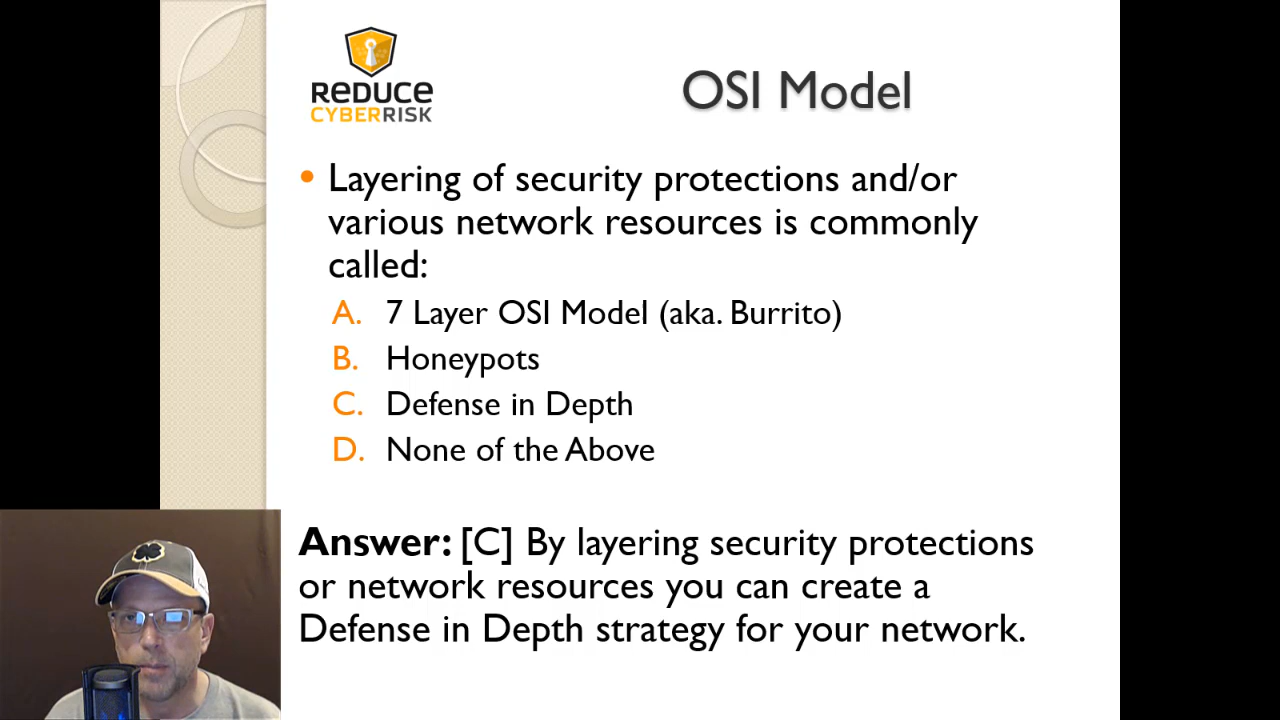 REDUCE
CYBERRISK
OSI Model
• Layering of security protections and/or
various network resources is commonly
called:
A. 7 Layer OSI Model (aka. Burrito)
B. Honeypots
C. Defense in Depth
D. None of the Above
Answer: [C] By layering security protections
or network resources you can create a
Defense in Depth strategy for your network.